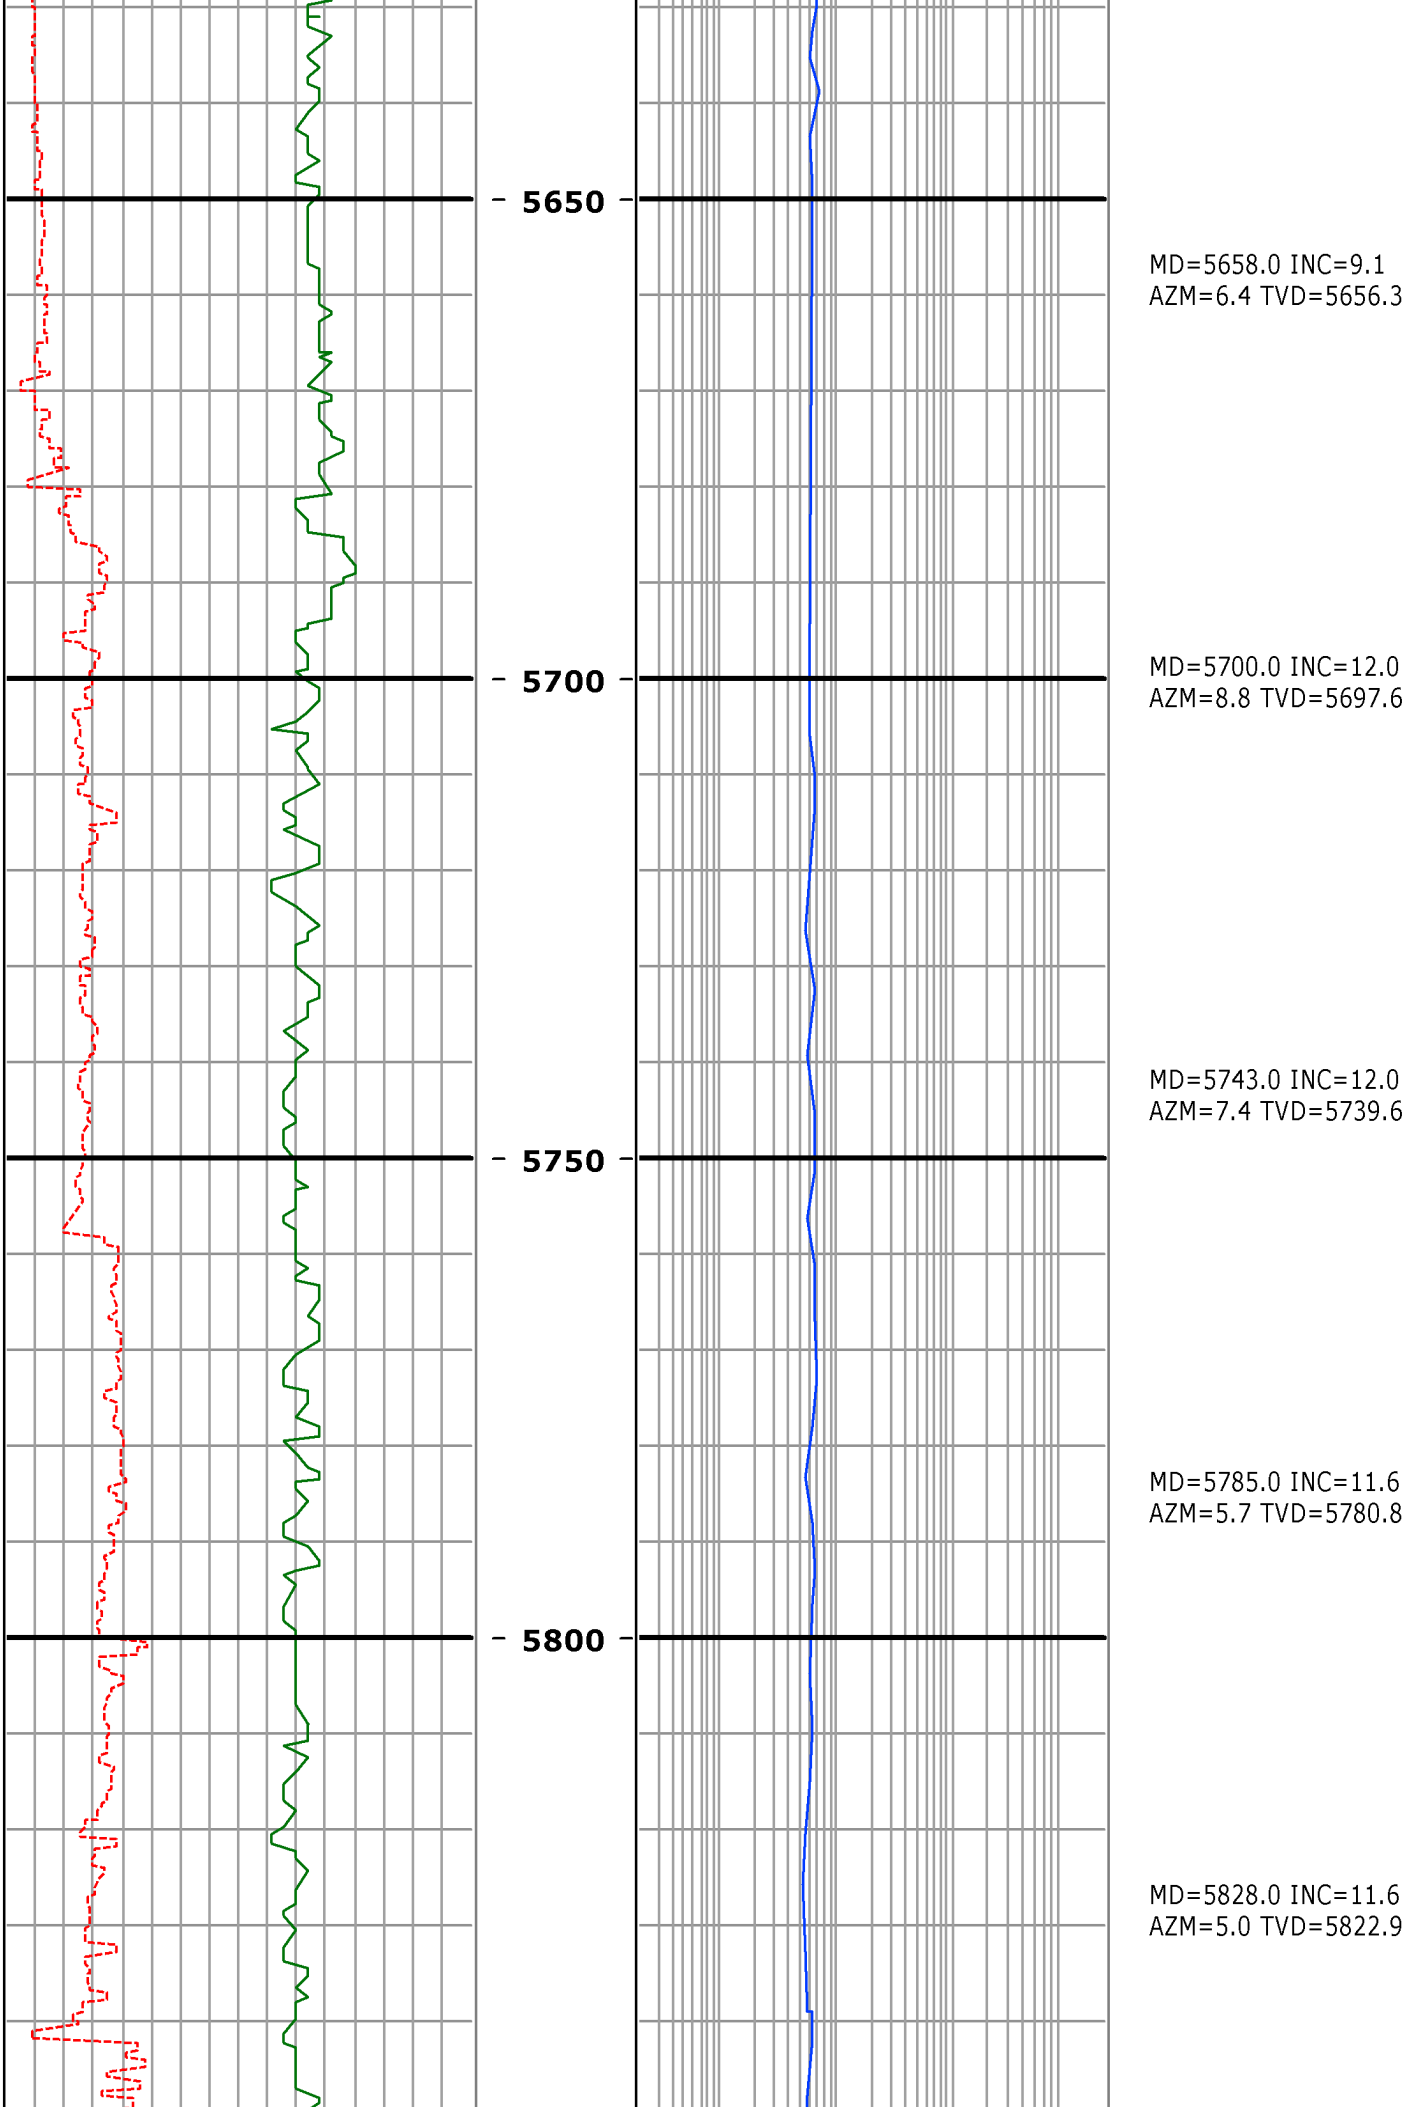 - 5650 -
MD=5658.0 INC=9.1
AZM=6.4 TVD=5656.3
MD=5700.0 INC=12.0
- 5700 -
AZM=8.8 TVD=5697.6
MD=5743.0 INC=12.0
AZM=7.4 TVD=5739.6
- 5750 -
MD=5785.0 INC=11.6
AZM=5.7 TVD=5780.8
- 5800 -
MD=5828.0 INC=11.6
AZM=5.0 TVD=5822.9